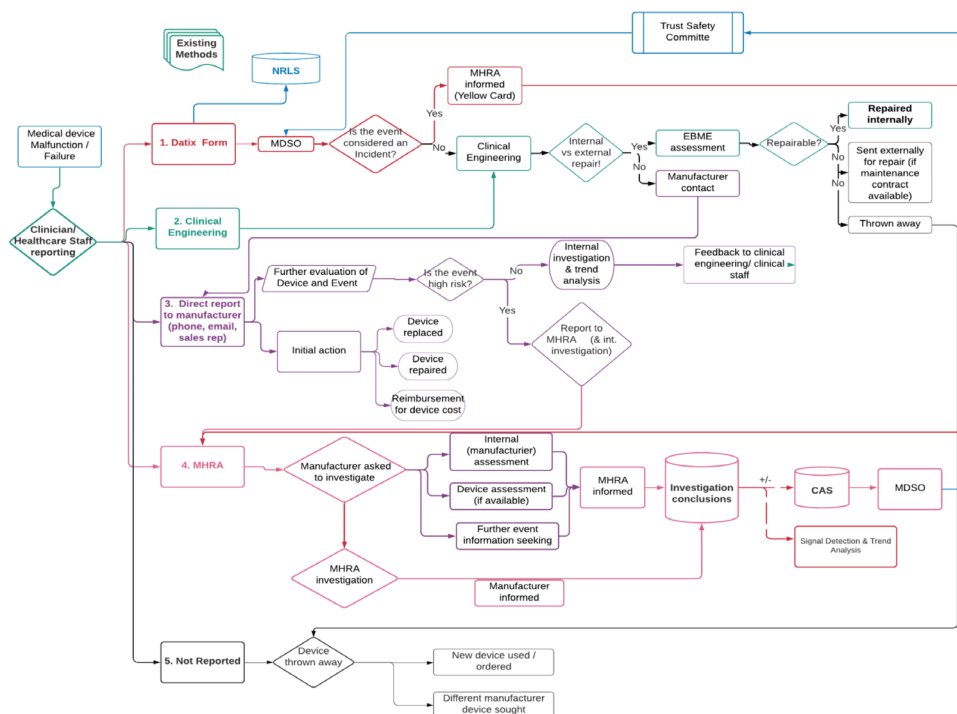 Existing
Methods
NRLS
Trust Safety
Committe
MHRA
informed
(Yellow Card)
Medical device
Malfunction /
Failure
1. Datix Form
MDSO
Is the event
considered an
Incident?
Yes
No
Clinical
Engineering
Internal
vs external
repair!
Yes
No
EBME
assessment
Manufacturer
contact
Repairable?
Yes
No
No
Repaired
internally
Sent externally
for repair (if
maintenance
contract
available)
Thrown away
Clinician/
Healthcare Staff
reporting
2. Clinical
Engineering
3. Direct report
to manufacturer
(phone, email,
sales rep)
Further evaluation of
Device and Event
Is the event
high risk?
No
Yes
Internal
investigation
& trend
analysis
Feedback to clinical
engineering/ clinical
staff
Initial action
Device
replaced
Device
repaired
Reimbursement
for device cost
Report to
MHRA (& int.
investigation)
4. MHRA
Manufacturer asked
to investigate
Internal
(manufacturier)
assessment
Device assessment
(if available)
Further event
information seeking
MHRA
informed
Investigation
conclusions
+/-
CAS
MDSO
Signal Detection & Trend
Analysis
MHRA
investigation
Manufacturer
informed
5. Not Reported
Device
thrown away
New device used /
ordered
Different manufacturer
device sought